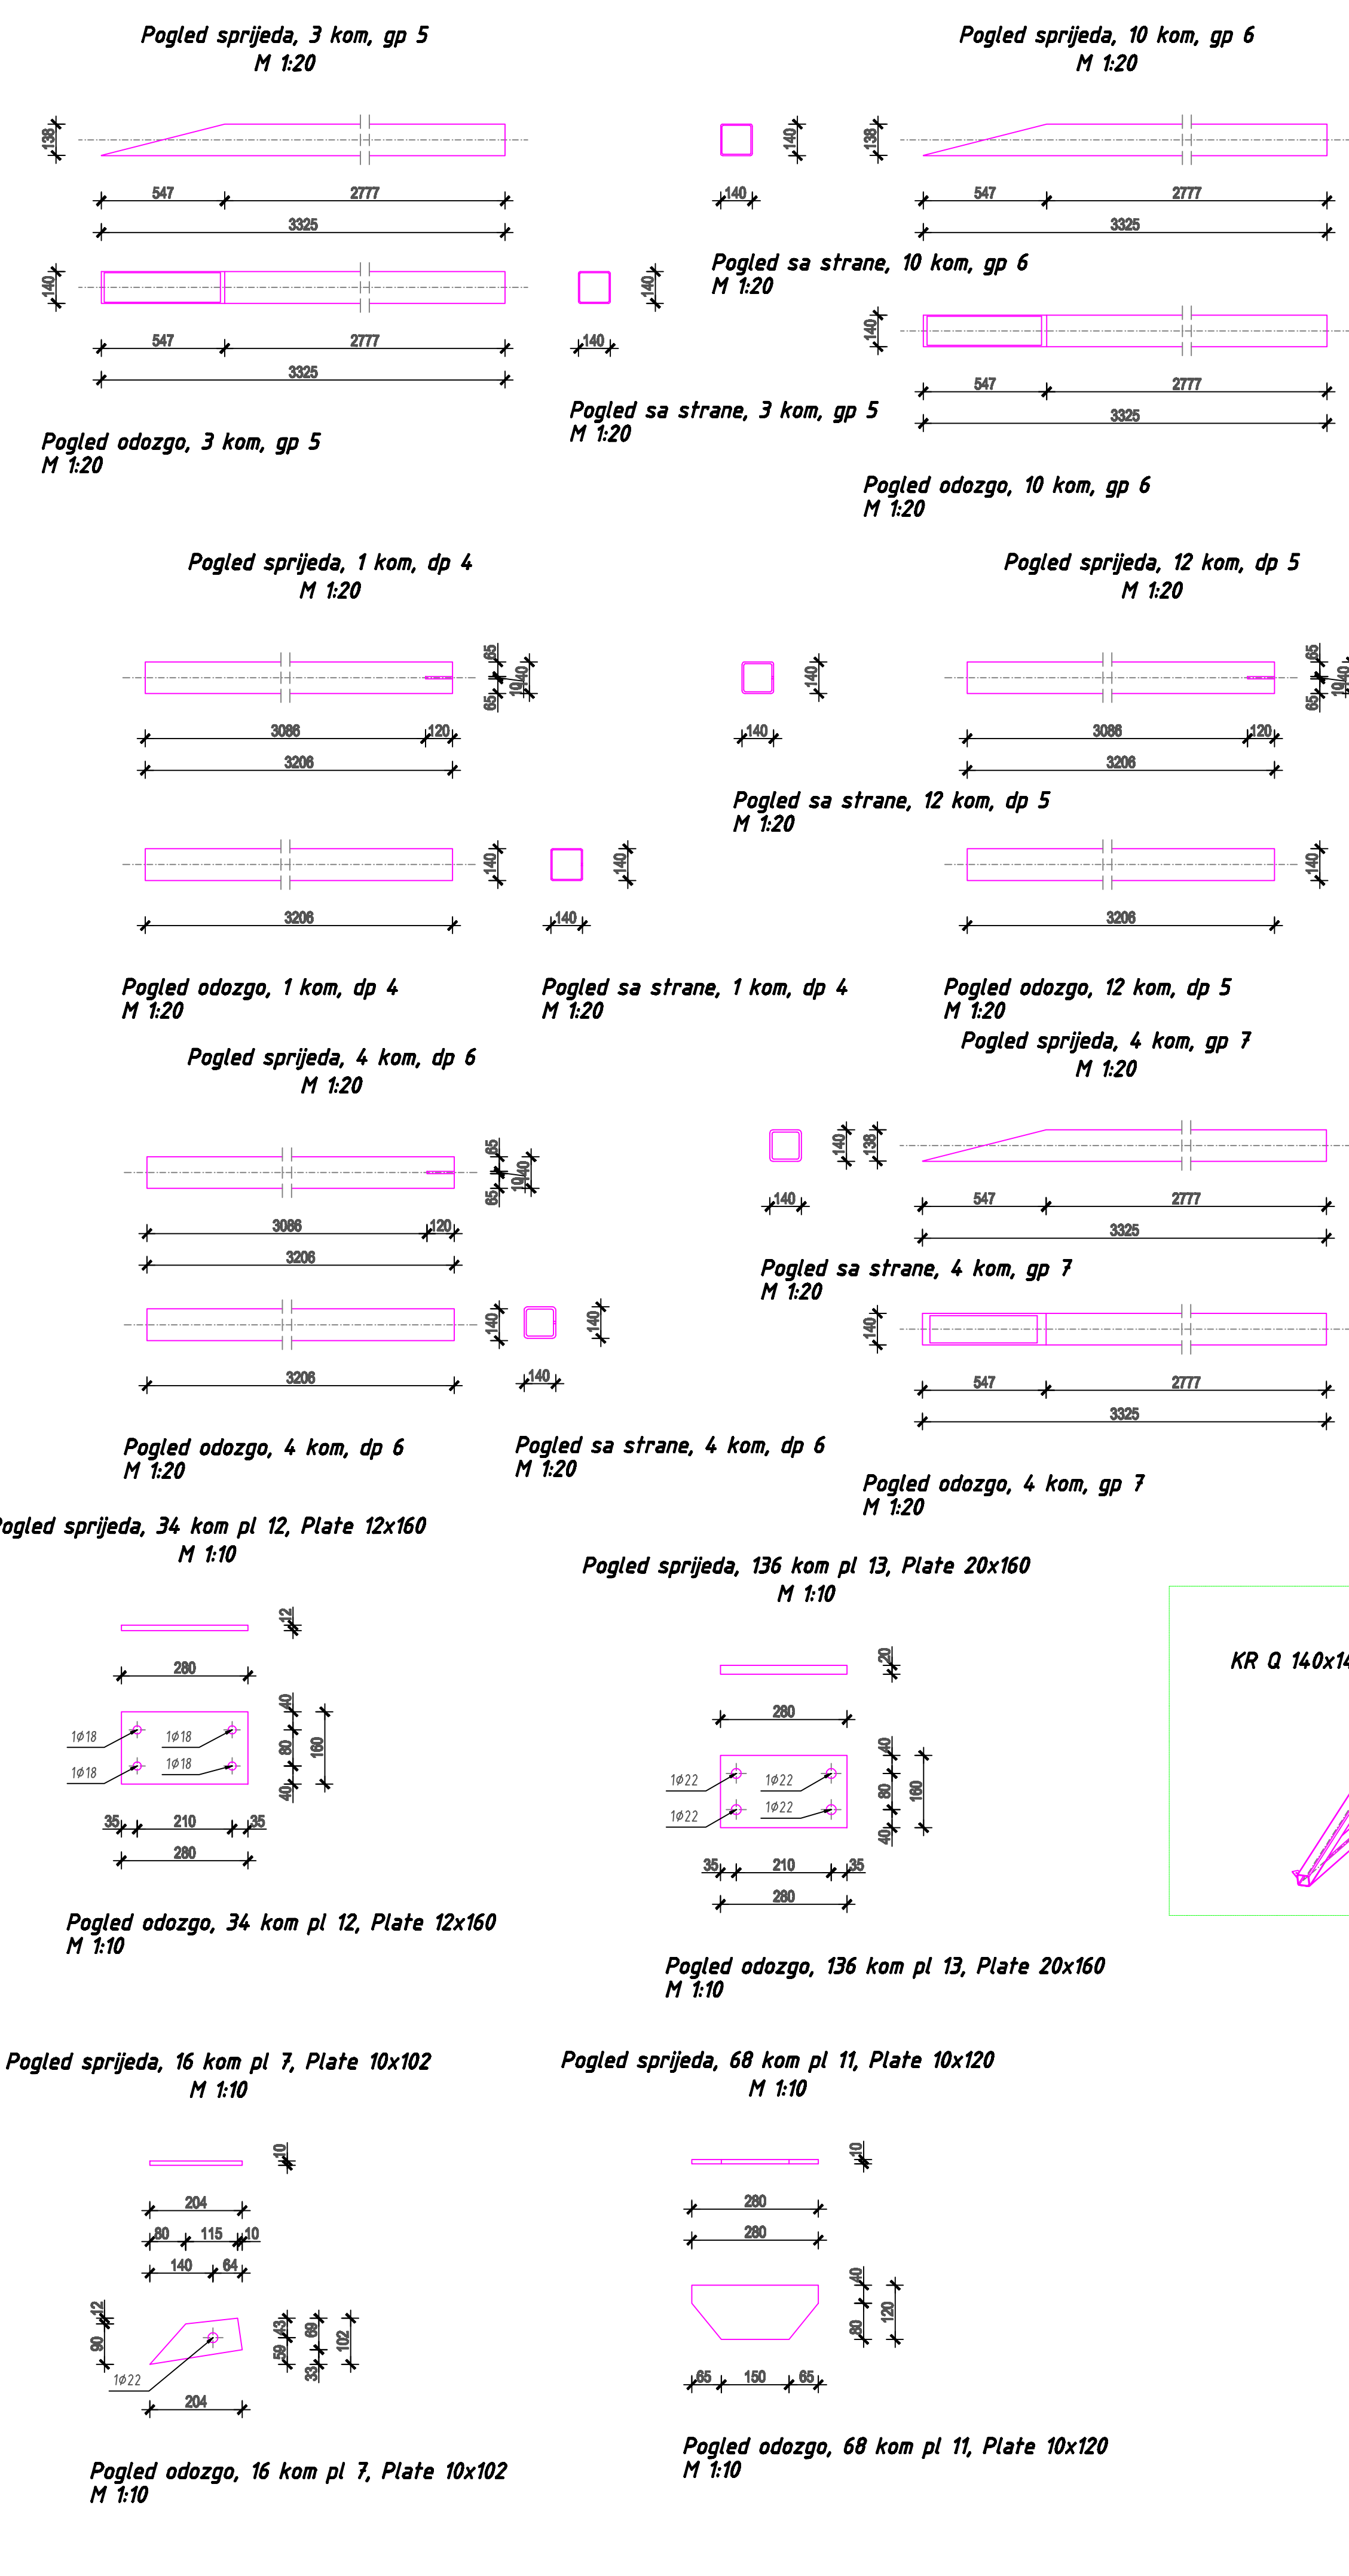 Pogled sprijeda, 3 kom, gp 5
M 1:20
138
547
2777
3325
140
547
2777
3325
140
140
Pogled odozgo, 3 kom, gp 5
M 1:20
Pogled sa strane, 3 kom, gp 5
M 1:20
Pogled sprijeda, 10 kom, gp 6
M 1:20
140
140
138
547
2777
3325
Pogled sa strane, 10 kom, gp 6
M 1:20
140
547
2777
3325
Pogled odozgo, 10 kom, gp 6
M 1:20
Pogled sprijeda, 1 kom, dp 4
M 1:20
65
10
65
140
3086
120
3206
140
3206
140
140
Pogled odozgo, 1 kom, dp 4
M 1:20
Pogled sa strane, 1 kom, dp 4
M 1:20
Pogled sprijeda, 12 kom, dp 5
M 1:20
140
140
65
10
65
140
3086
120
3206
Pogled sa strane, 12 kom, dp 5
M 1:20
140
3206
Pogled odozgo, 12 kom, dp 5
M 1:20
Pogled sprijeda, 4 kom, dp 6
M 1:20
65
10
65
140
3086
120
3206
140
3206
140
140
Pogled odozgo, 4 kom, dp 6
M 1:20
Pogled sa strane, 4 kom, dp 6
M 1:20
Pogled sprijeda, 4 kom, gp 7
M 1:20
140
140
138
547
2777
3325
Pogled sa strane, 4 kom, gp 7
M 1:20
140
547
2777
3325
Pogled odozgo, 4 kom, gp 7
M 1:20
Pogled sprijeda, 34 kom pl 12, Plate 12x160
M 1:10
12
280
1ϕ18
1ϕ18
1ϕ18
1ϕ18
40
80
40
160
35
210
35
280
Pogled odozgo, 34 kom pl 12, Plate 12x160
M 1:10
Pogled sprijeda, 136 kom pl 13, Plate 20x160
M 1:10
20
280
1ϕ22
1ϕ22
1ϕ22
1ϕ22
40
80
40
160
35
210
35
280
Pogled odozgo, 136 kom pl 13, Plate 20x160
M 1:10
KR Q 140x14
Pogled sprijeda, 16 kom pl 7, Plate 10x102
M 1:10
10
204
80
115
10
140
64
12
90
43
59
69
33
102
1ϕ22
204
Pogled odozgo, 16 kom pl 7, Plate 10x102
M 1:10
Pogled sprijeda, 68 kom pl 11, Plate 10x120
M 1:10
10
280
280
40
80
120
65
150
65
Pogled odozgo, 68 kom pl 11, Plate 10x120
M 1:10